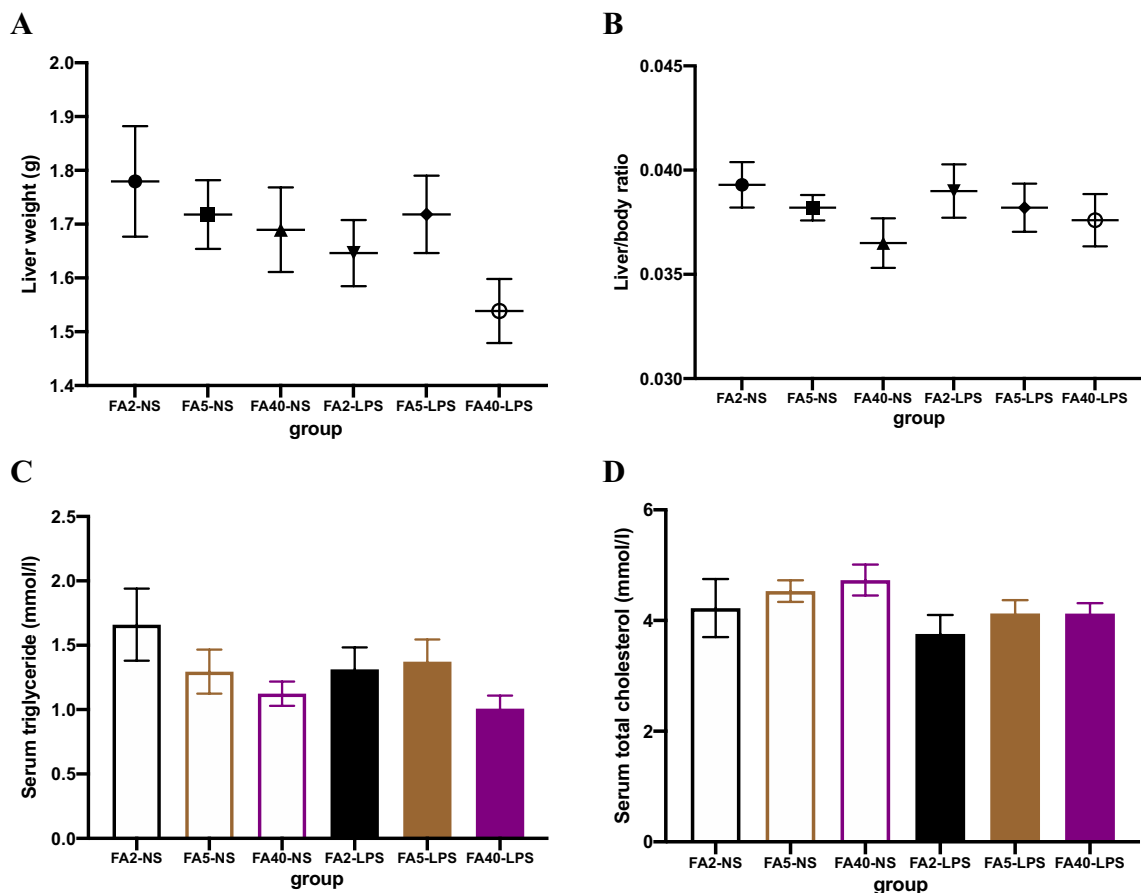 A
Liver weight (g)
2.0
1.9
1.8
1.7
1.6
1.5
1.4
FA2-NS FA5-NS FA40-NS FA2-LPS FA5-LPS FA40-LPS
group
B
Liver/body ratio
0.045
0.040
0.035
0.030
FA2-NS FA5-NS FA40-NS FA2-LPS FA5-LPS FA40-LPS
group
C
Serum triglyceride (mmol/l)
2.5
2.0
1.5
1.0
0.5
0.0
FA2-NS FA5-NS FA40-NS FA2-LPS FA5-LPS FA40-LPS
group
D
Serum total cholesterol (mmol/l)
6
4
2
0
FA2-NS FA5-NS FA40-NS FA2-LPS FA5-LPS FA40-LPS
group